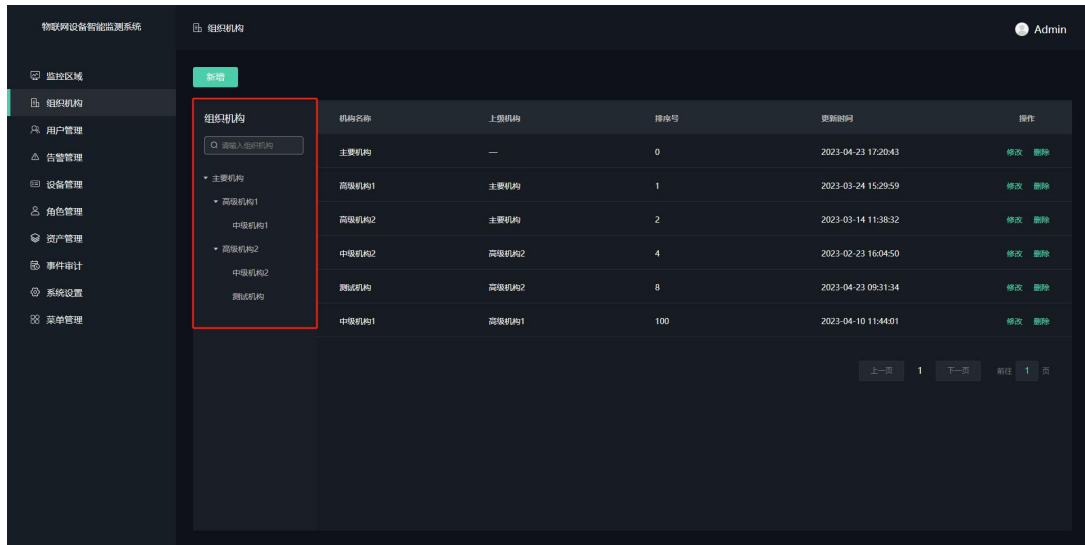 物联网设备智能监测系统
组织机构
Admin
监控区域
组织机构
用户管理
告警管理
设备管理
角色管理
资产管理
事件审计
系统设置
菜单管理
新增
组织机构
请输入组织机构
主要机构
高级机构1
中级机构1
高级机构2
中级机构2
测试机构
机构名称 上级机构 排序号 更新时间 操作
主要机构 — 0 2023-04-23 17:20:43 修改 删除
高级机构1 主要机构 1 2023-03-24 15:29:59 修改 删除
高级机构2 主要机构 2 2023-03-14 11:38:32 修改 删除
中级机构2 高级机构2 4 2023-02-23 16:04:50 修改 删除
测试机构 高级机构2 8 2023-04-23 09:31:34 修改 删除
中级机构1 高级机构1 100 2023-04-10 11:44:01 修改 删除
上一页 1 下一页 前往 1 页